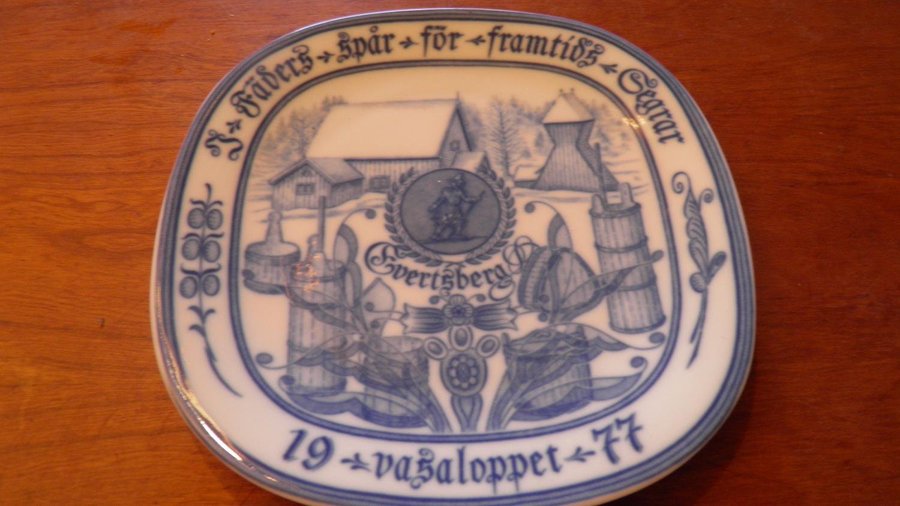 I Fäders spår för framtids Segrar
Evertsberg
19 vasaloppet 77